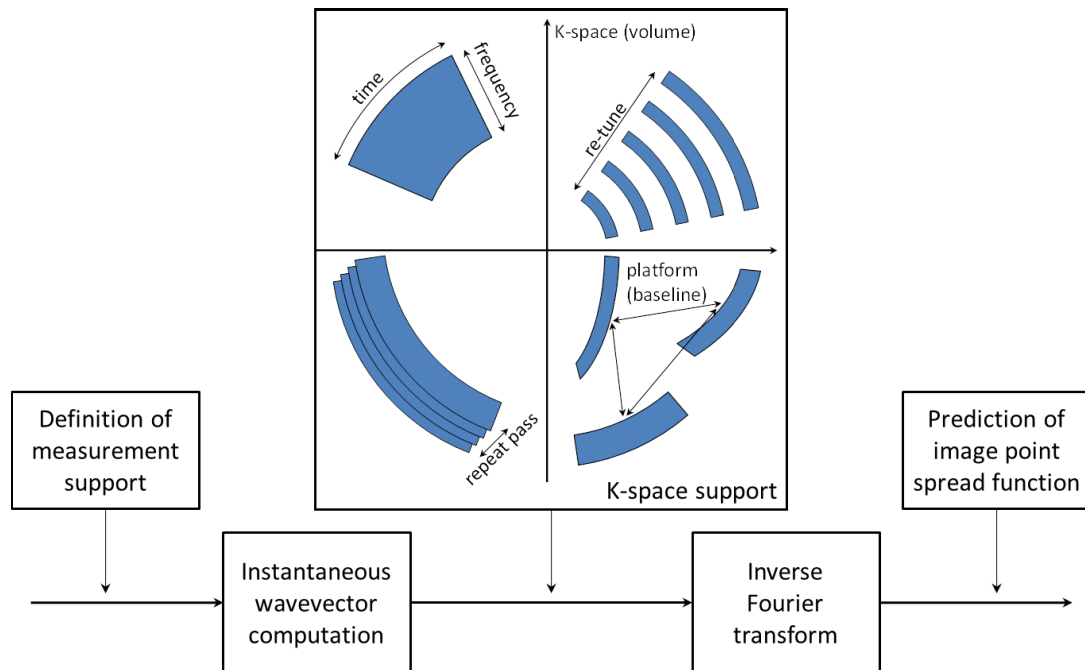 K-space (volume)
time
frequency
re-tune
platform
(baseline)
repeat pass
K-space support
Definition of
measurement
support
Prediction of
image point
spread function
Instantaneous
wavevector
computation
Inverse
Fourier
transform